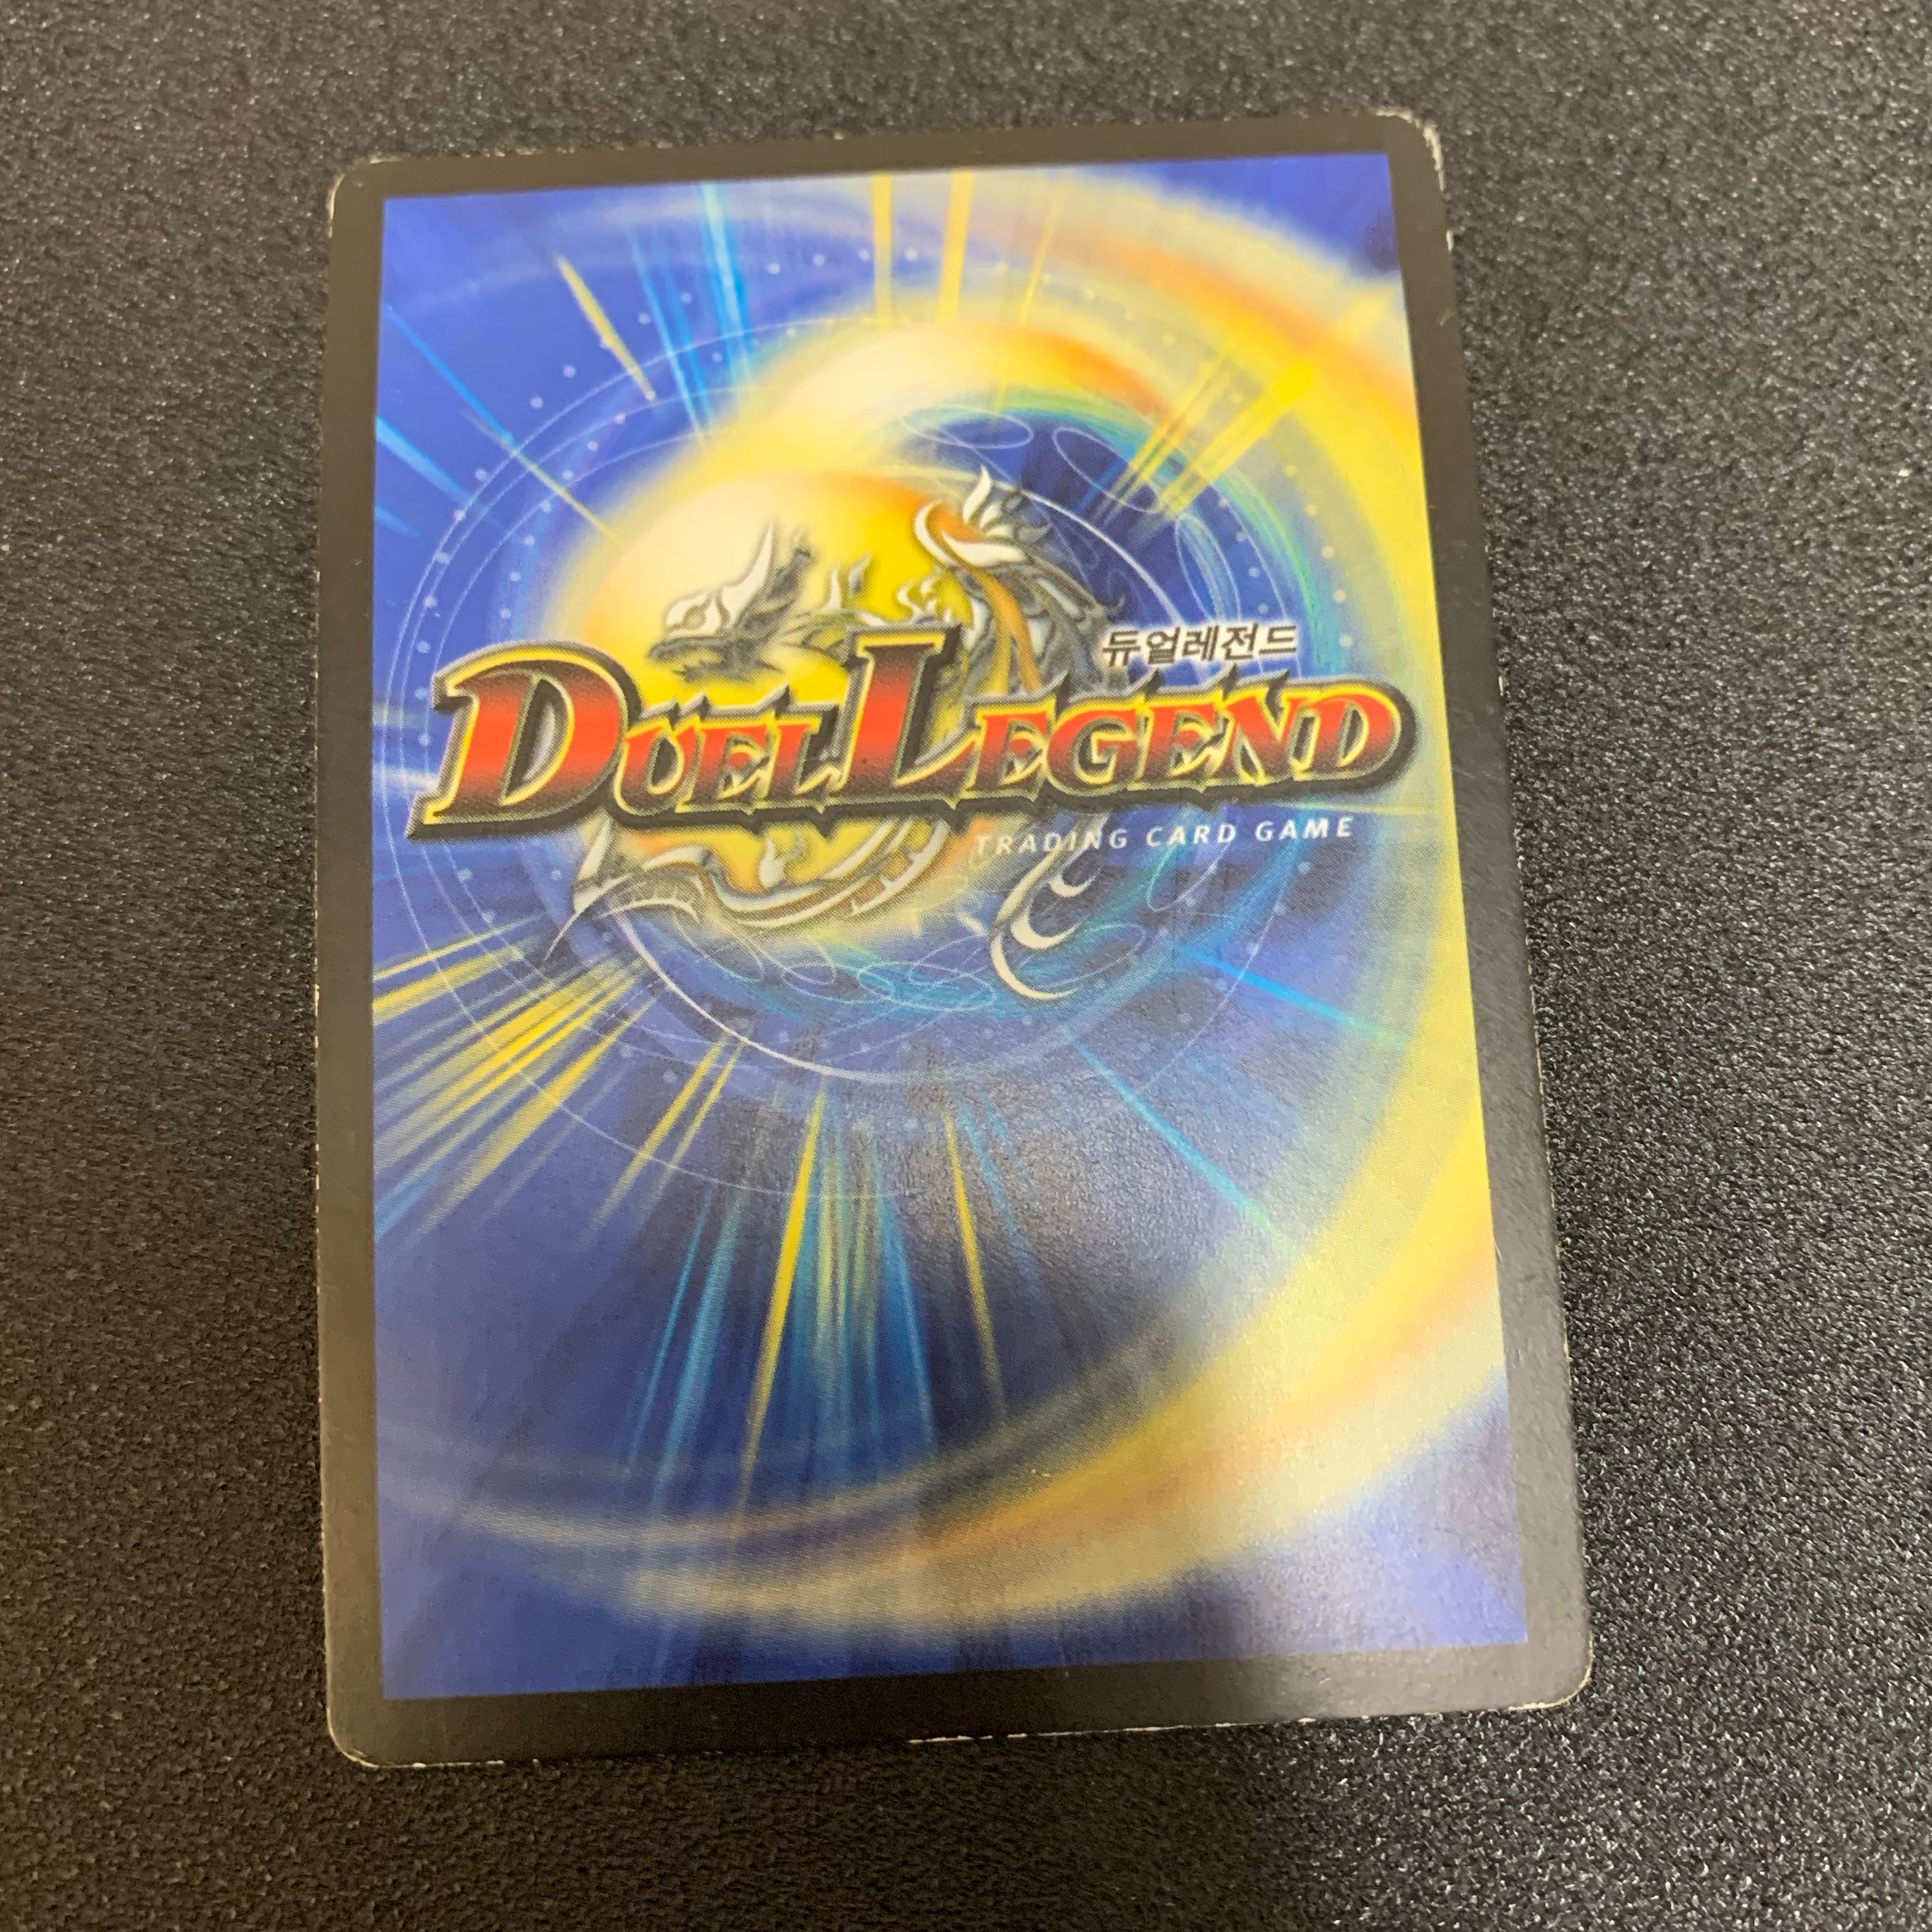 듀얼레전드
DUEL LEGEND
TRADING CARD GAME